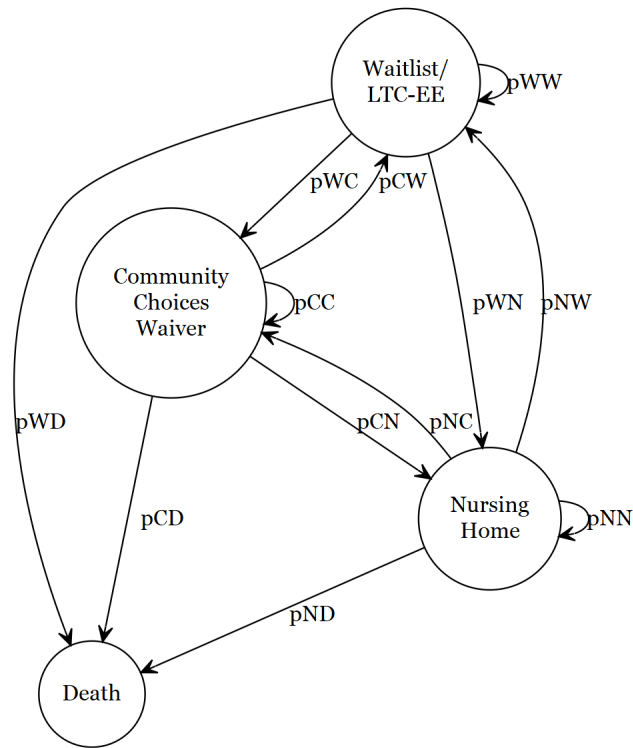 Waitlist/
LTC-EE
pWW
pWC
pCW
Community
Choices
Waiver
pCC
pWN
pNW
pWD
pCN
pNC
pCD
Nursing
Home
pNN
pND
Death